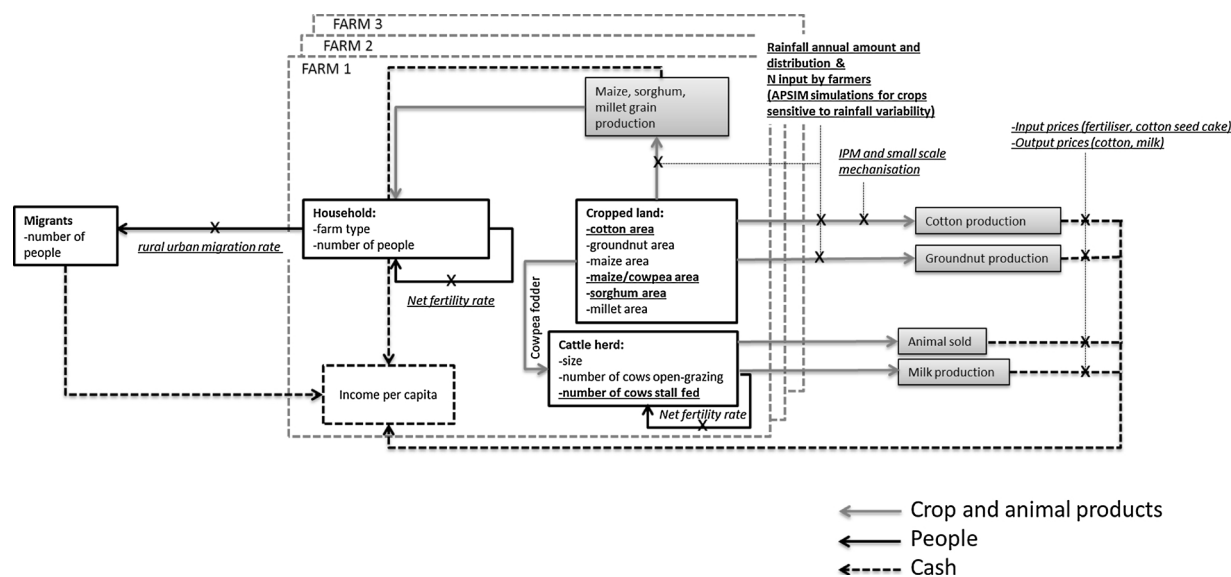 FARM 3
FARM 2
FARM 1
Rainfall annual amount and
distribution &
N input by farmers
(APSIM simulations for crops
sensitive to rainfall variability)
Maize, sorghum,
millet grain
production
-Input prices (fertiliser, cotton seed cake)
-Output prices (cotton, milk)
IPM and small scale
mechanisation
Migrants
-number of
people
rural urban migration rate
Household:
-farm type
-number of people
Net fertility rate
Cropped land:
-cotton area
-groundnut area
-maize area
-maize/cowpea area
-sorghum area
-millet area
Cotton production
Groundnut production
Cowpea fodder
Cattle herd:
-size
-number of cows open-grazing
-number of cows stall fed
Net fertility rate
Animal sold
Milk production
Income per capita
Crop and animal products
People
Cash